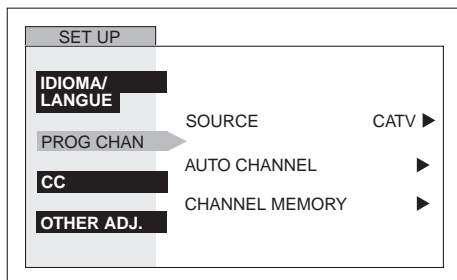 SET UP
IDIOMA/
LANGUE
PROG CHAN
CC
OTHER ADJ.
SOURCE CATV ▶
AUTO CHANNEL ▶
CHANNEL MEMORY ▶